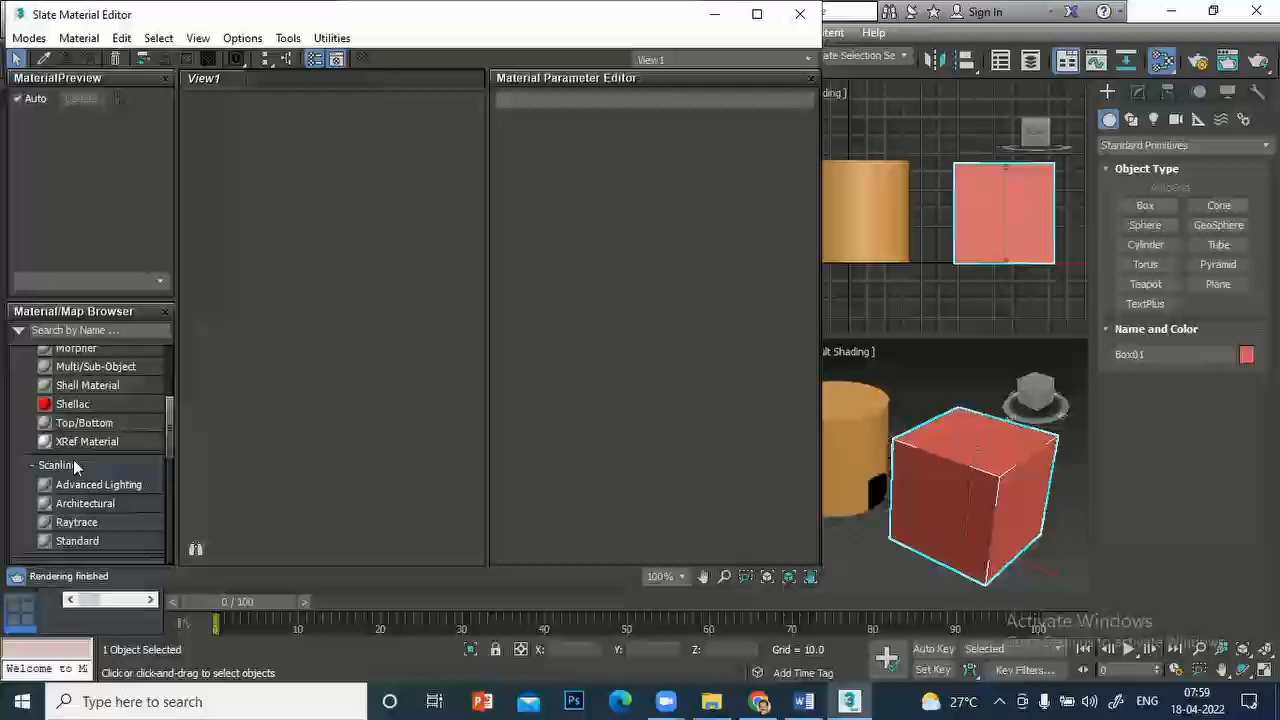 Slate Material Editor
Sign In
Modes Material Edit Select View Options Tools Utilities
Help
View1
MaterialPreview
View1
Material Parameter Editor
Auto
Standard Primitives
Object Type
Box Cone
Sphere GeoSphere
Cylinder Tube
Torus Pyramid
Teapot Plane
TextPlus
Name and Color
Box01
Material/Map Browser
Search by Name ...
Morpher
Multi/Sub-Object
Shell Material
Shellac
Top/Bottom
XRef Material
Advanced Lighting
Architectural
Raytrace
Standard
Rendering finished
100%
0 / 100
10 20 30 40 50 60 70 80 90 100
Activate Windows
1 Object Selected
X: Y: Z:
Grid = 10.0
Auto Key
Selected
Welcome to M
Click or click-and-drag to select objects
Add Time Tag
Set Key
Key Filters...
0
Type here to search
27°C
ENG
07:59
18-04-2022